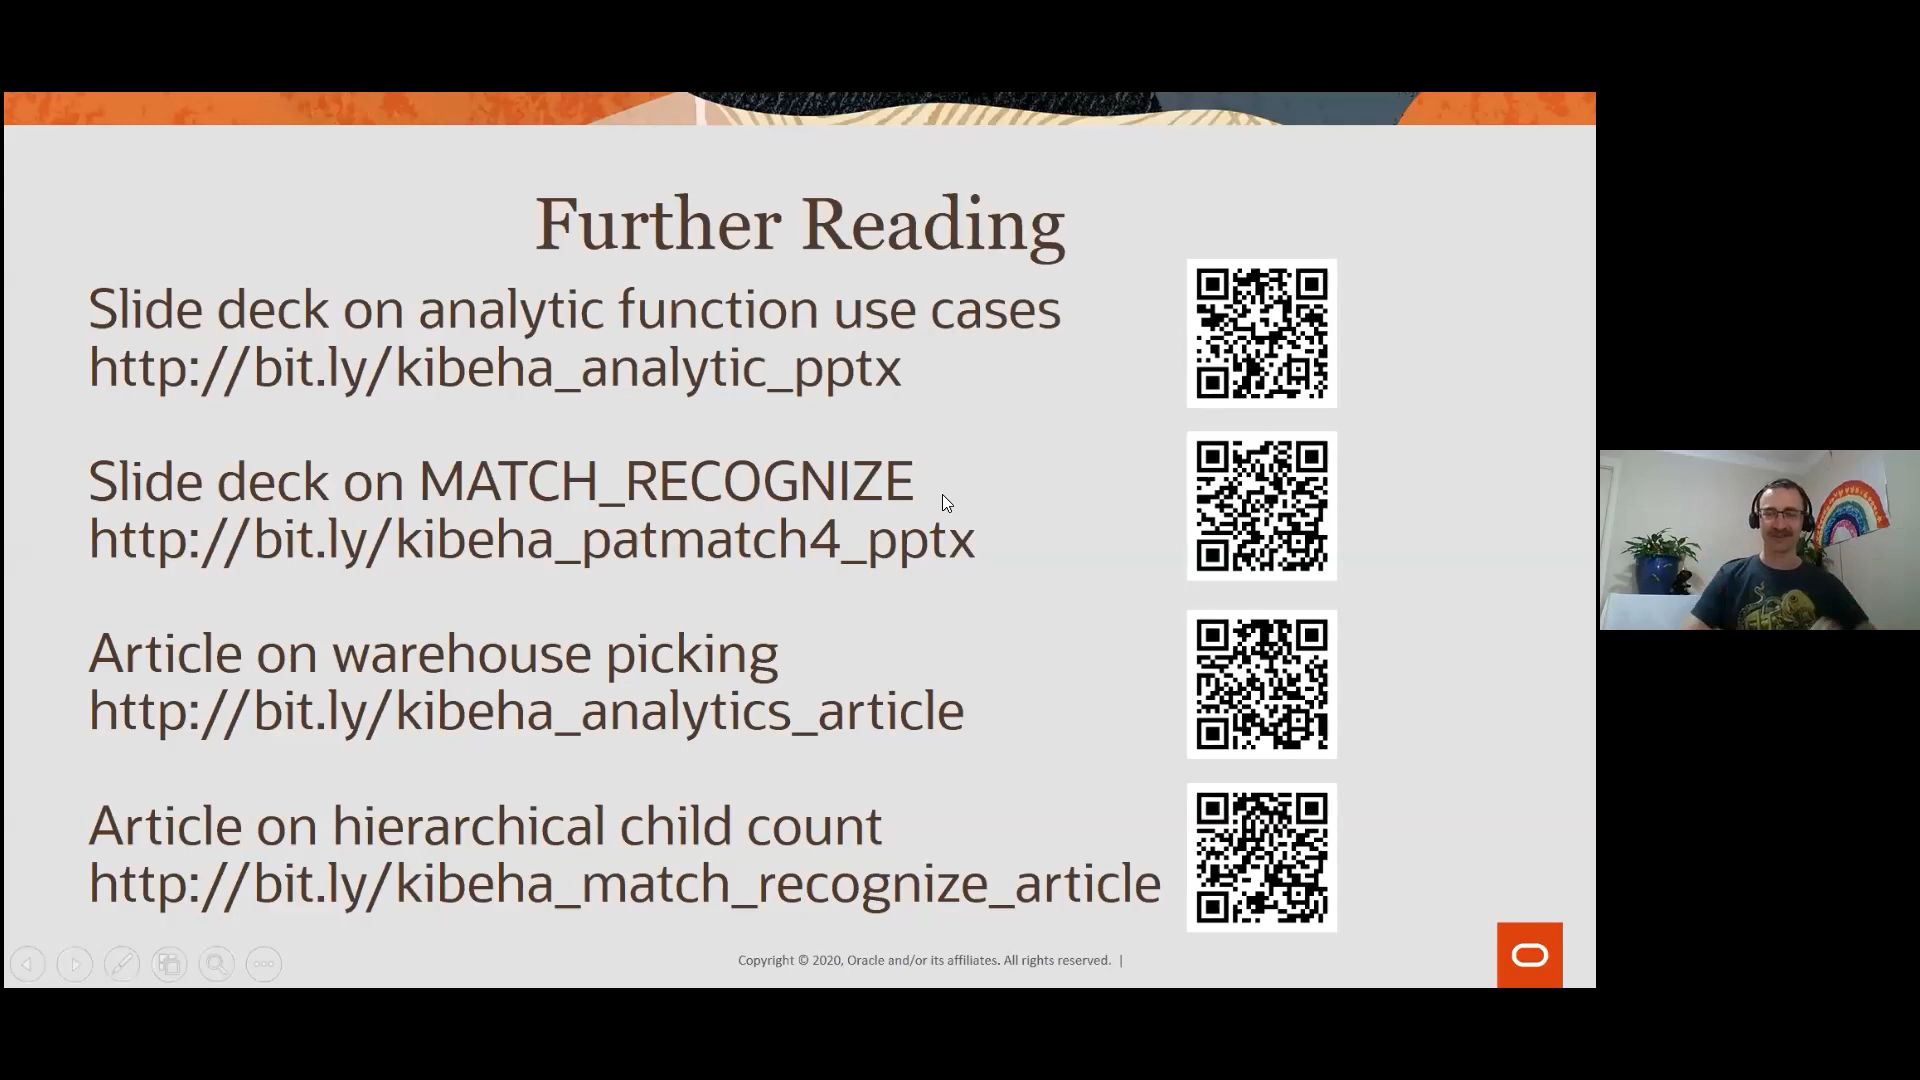 Further Reading
Slide deck on analytic function use cases
http://bit.ly/kibeha_analytic_pptx
Slide deck on MATCH_RECOGNIZE
http://bit.ly/kibeha_patmatch4_pptx
Article on warehouse picking
http://bit.ly/kibeha_analytics_article
Article on hierarchical child count
http://bit.ly/kibeha_match_recognize_article
Copyright © 2020, Oracle and/or its affiliates. All rights reserved. |